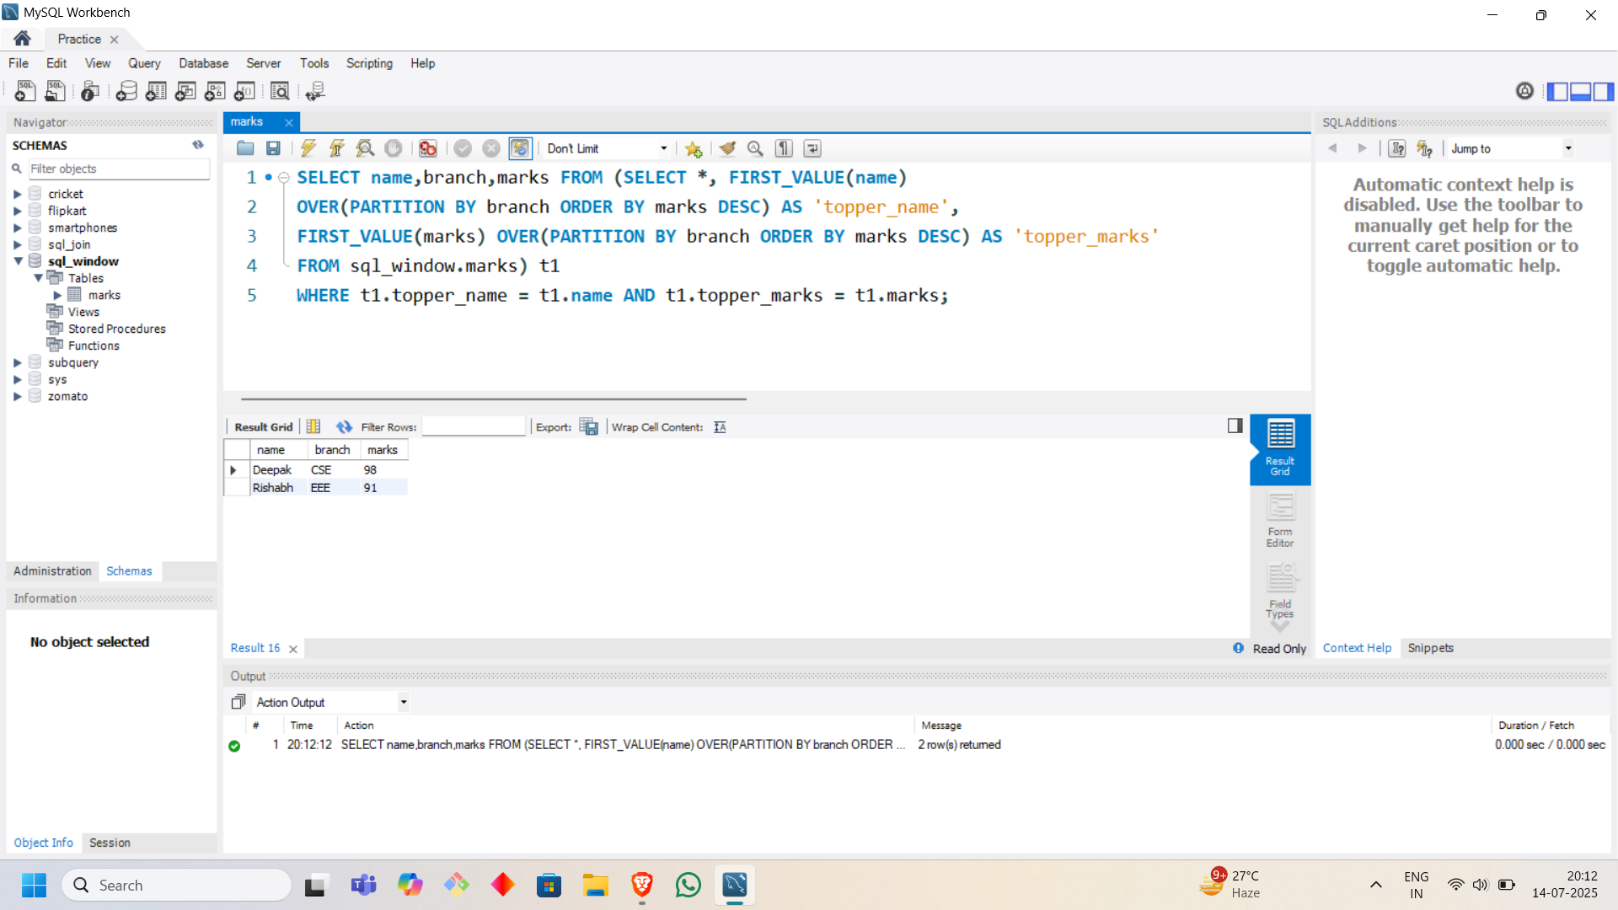 MySQL Workbench
Practice
File Edit View Query Database Server Tools Scripting Help
Navigator
SCHEMAS
Filter objects
cricket
flipkart
smartphones
sql_join
sql_window
Tables
marks
Views
Stored Procedures
Functions
subquery
sys
zomato
Administration Schemas
Information
No object selected
Object Info Session
marks
Don't Limit
1 SELECT name,branch,marks FROM (SELECT *, FIRST_VALUE(name)
2 OVER(PARTITION BY branch ORDER BY marks DESC) AS 'topper_name',
3 FIRST_VALUE(marks) OVER(PARTITION BY branch ORDER BY marks DESC) AS 'topper_marks'
4 FROM sql_window.marks) t1
5 WHERE t1.topper_name = t1.name AND t1.topper_marks = t1.marks;
Result Grid Filter Rows: Export: Wrap Cell Content:
name branch marks
Deepak CSE 98
Rishabh EEE 91
Result
Grid
Form
Editor
Field
Types
Result 16
Read Only
SQLAdditions
Jump to
Automatic context help is
disabled. Use the toolbar to
manually get help for the
current caret position or to
toggle automatic help.
Context Help Snippets
Output
Action Output
# Time Action Message Duration / Fetch
1 20:12:12 SELECT name,branch,marks FROM (SELECT *, FIRST_VALUE(name) OVER(PARTITION BY branch ORDER ... 2 row(s) returned 0.000 sec / 0.000 sec
Search
9+
27°C
Haze
ENG
IN
20:12
14-07-2025